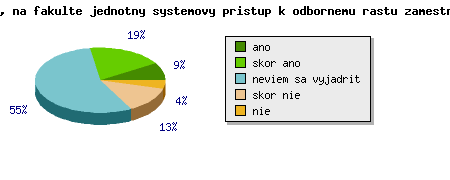 , na fakulte jednotny systemovy pristup k odbornemu rastu
19%
ano
skor ano
9%
neviem sa vyjadrit
4%
skor nie
55%
nie
13%